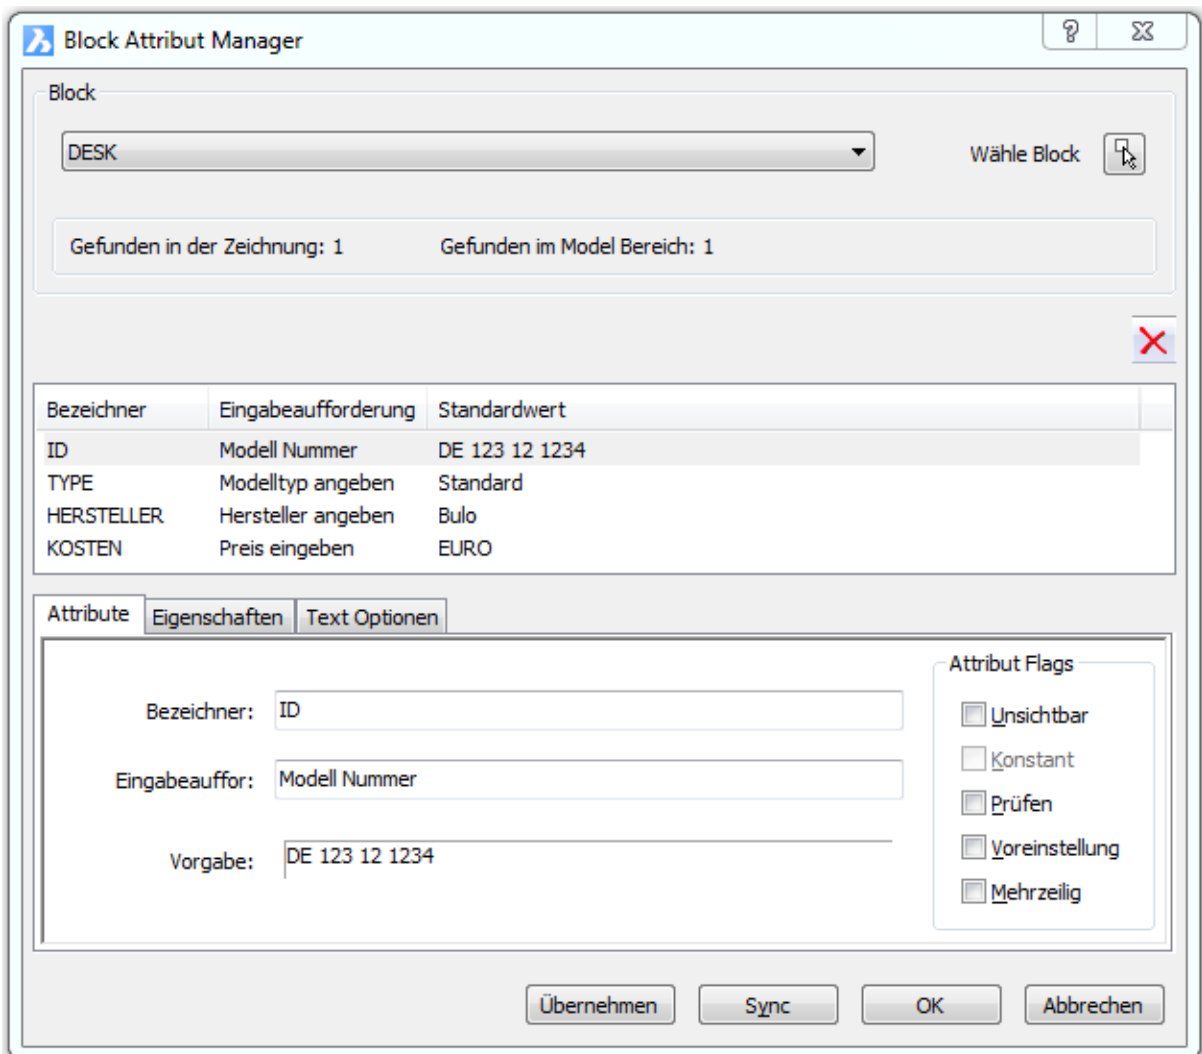 Block Attribut Manager
Block
DESK
Wähle Block
Gefunden in der Zeichnung: 1 Gefunden im Model Bereich: 1
Bezeichner Eingabeaufforderung Standardwert
ID Modell Nummer DE 123 12 1234
TYPE Modelltyp angeben Standard
HERSTELLER Hersteller angeben Bulo
KOSTEN Preis eingeben EURO
Attribute Eigenschaften Text Optionen
Bezeichner: ID
Eingabeauffor: Modell Nummer
Vorgabe: DE 123 12 1234
Attribut Flags
Unsichtbar
Konstant
Prüfen
Voreinstellung
Mehrzeilig
Übernehmen Sync OK Abbrechen